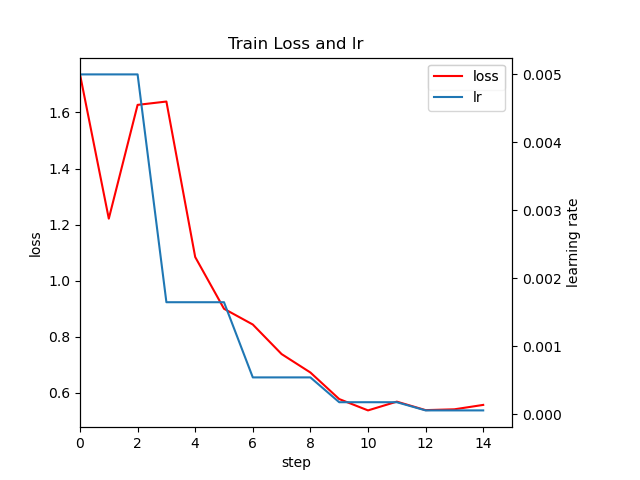 Train Loss and lr
loss
lr
1.6
1.4
1.2
1.0
0.8
0.6
loss
0.005
0.004
0.003
0.002
0.001
0.000
learning rate
0 2 4 6 8 10 12 14
step